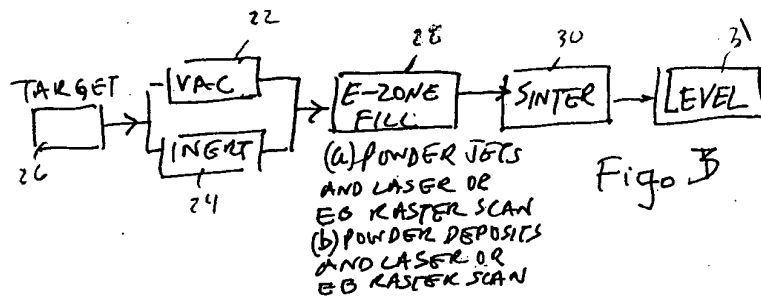 22
28
30
31
TARGET
VAC
E-ZONE
FILL
SINTER
LEVEL
26
INERT
24
(a) POWDER JETS
AND LASER OR
EB RASTER SCAN
(b) POWDER DEPOSITS
AND LASER OR
EB RASTER SCAN
Fig. 3